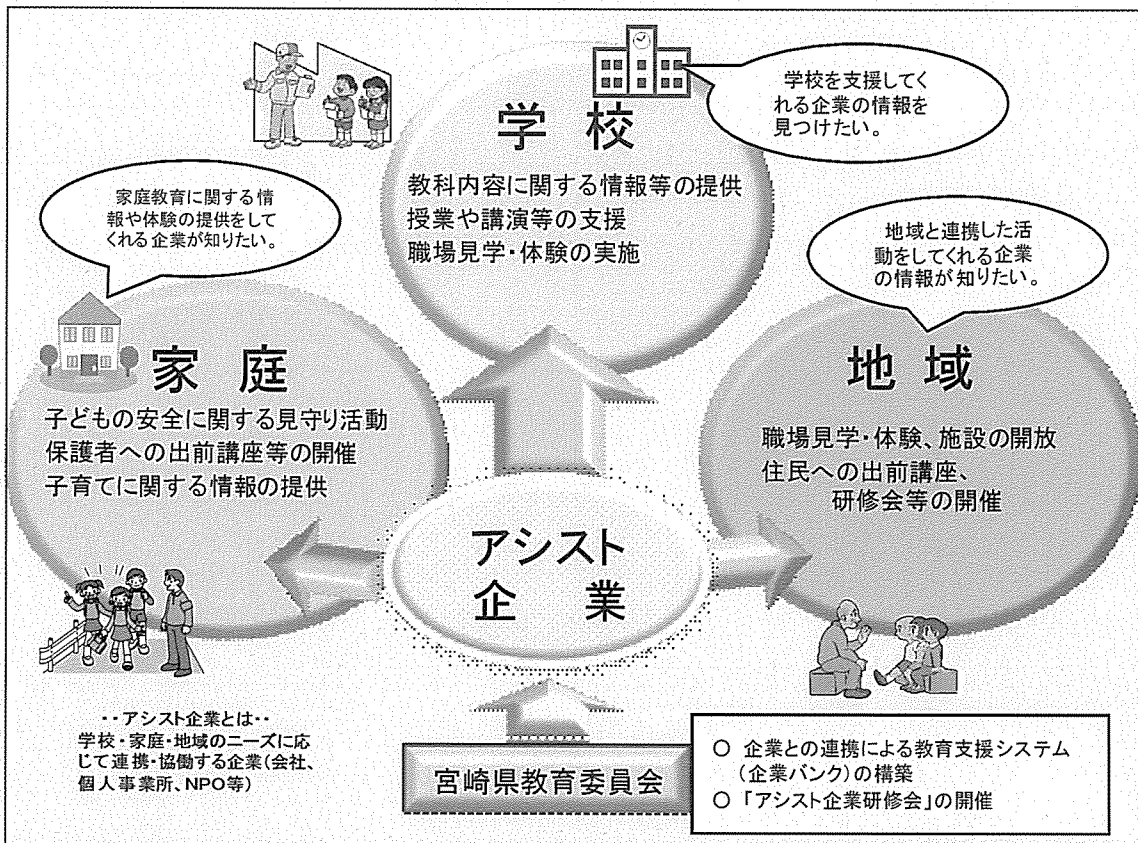 学校を支援してく
れる企業の情報を
見つけたい。
学 校
教科内容に関する情報等の提供
授業や講演等の支援
職場見学・体験の実施
家庭教育に関する情
報や体験の提供をして
くれる企業が知りたい。
家 庭
子どもの安全に関する見守り活動
保護者への出前講座等の開催
子育てに関する情報の提供
地域と連携した活
動をしてくれる企業
の情報が知りたい。
地 域
職場見学・体験、施設の開放
住民への出前講座、
研修会等の開催
アシスト
企 業
・・アシスト企業とは・・
学校・家庭・地域のニーズに応
じて連携・協働する企業(会社、
個人事業所、NPO等)
宮崎県教育委員会
○ 企業との連携による教育支援システム
(企業バンク)の構築
○ 「アシスト企業研修会」の開催